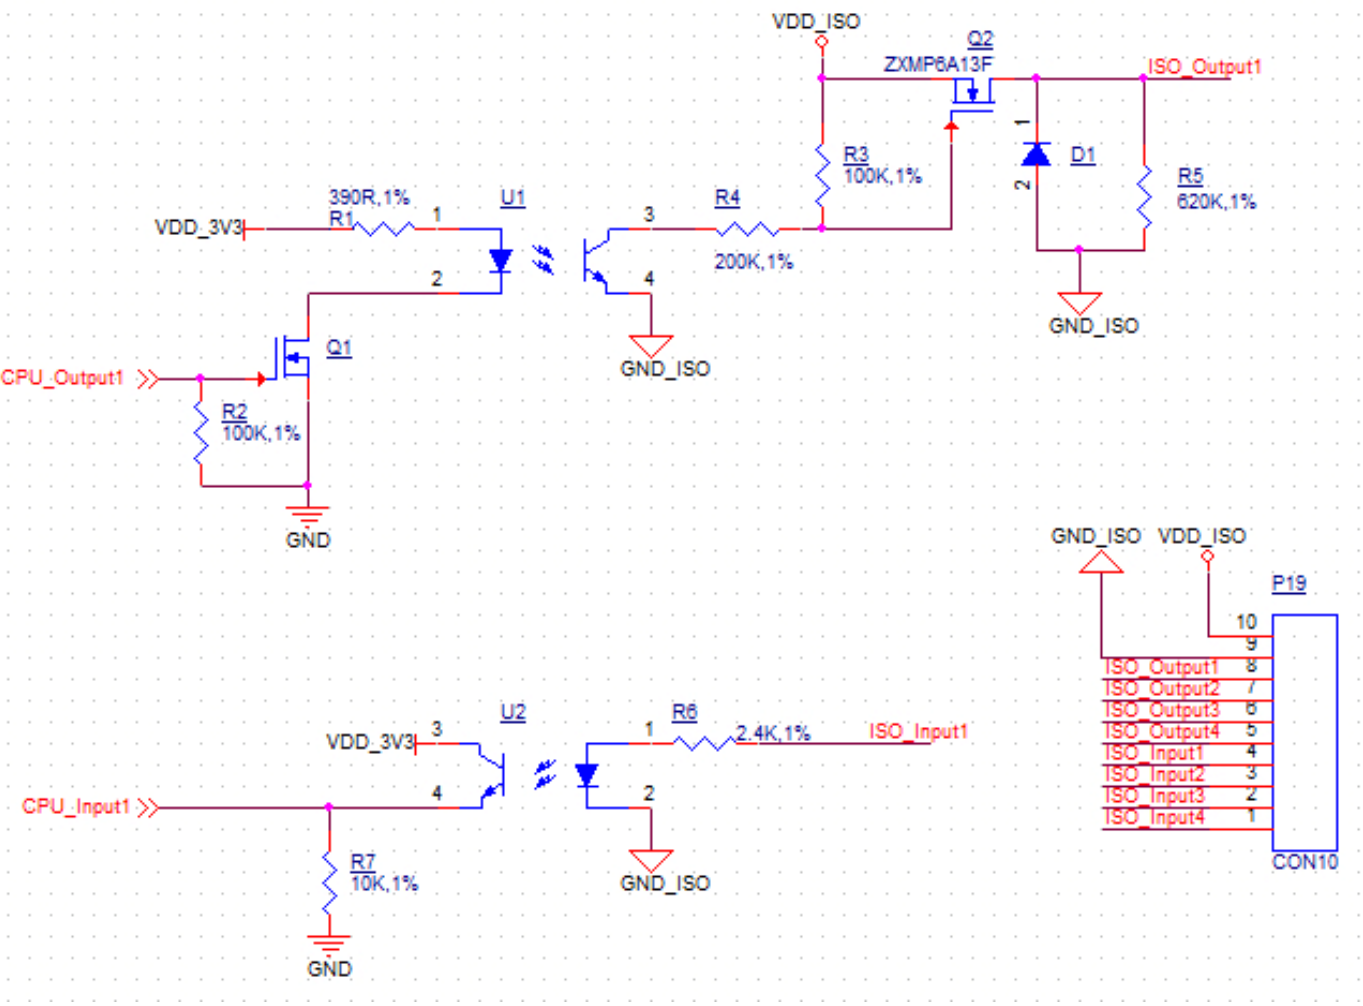 VDD_ISO
Q2
ZXMP6A13F
ISO_Output1
1
R3
100K,1%
D1
2
R5
620K,1%
390R,1%
U1
R4
VDD_3V3
R1
1
3
200K,1%
2
4
GND_ISO
GND_ISO
Q1
CPU_Output1
R2
100K,1%
GND
GND_ISO
VDD_ISO
P19
10
9
ISO_Output1
8
ISO_Output2
7
ISO_Output3
6
ISO_Output4
5
ISO_Input1
4
ISO_Input2
3
ISO_Input3
2
ISO_Input4
1
CON10
U2
R6
VDD_3V3
3
1
2.4K,1%
ISO_Input1
CPU_Input1
4
2
R7
10K,1%
GND_ISO
GND